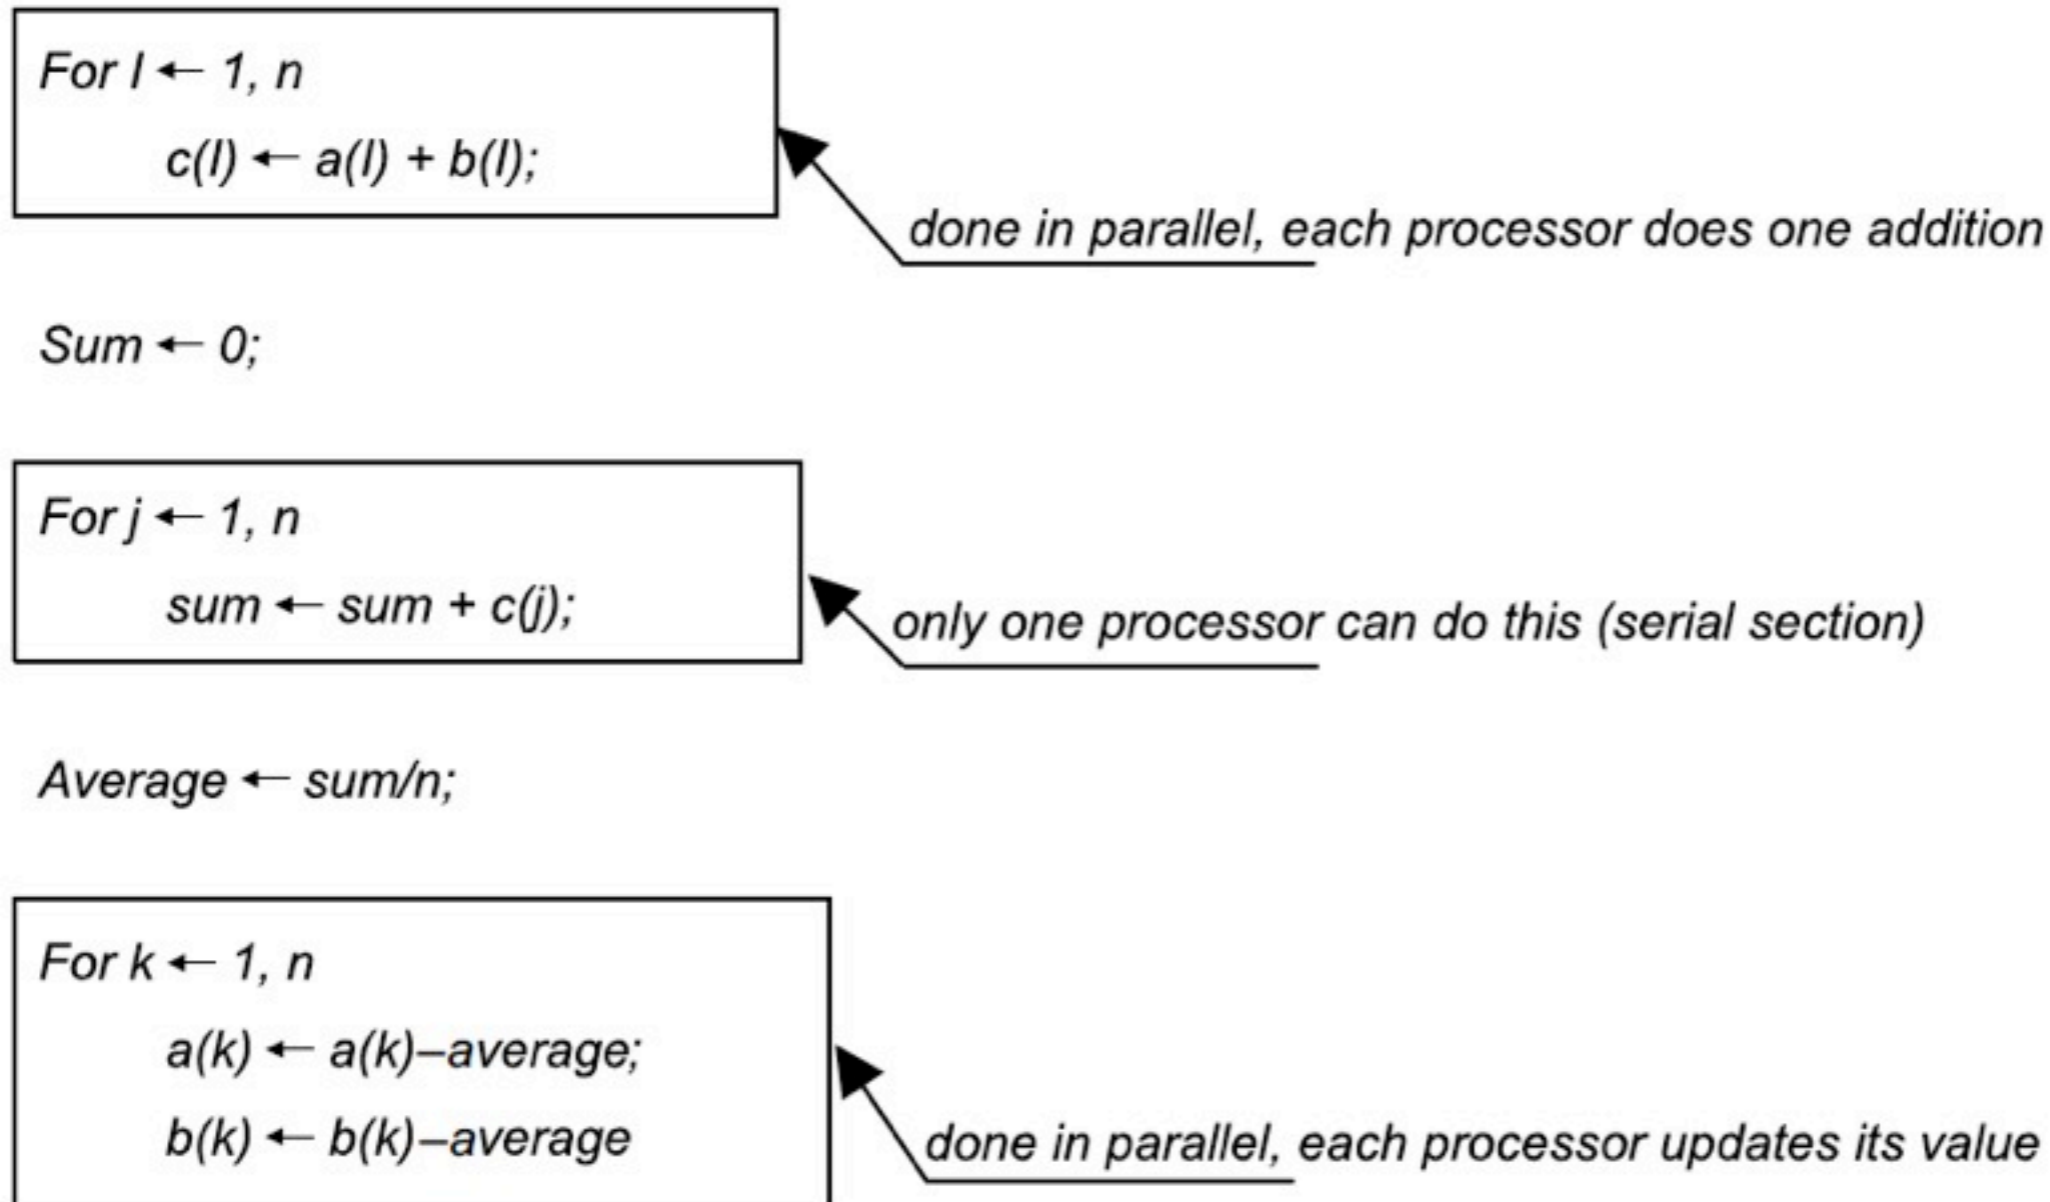 For I ← 1, n
c(I) ← a(I) + b(I);
done in parallel, each processor does one addition
Sum ← 0;
For j ← 1, n
sum ← sum + c(j);
only one processor can do this (serial section)
Average ← sum/n;
For k ← 1, n
a(k) ← a(k)–average;
b(k) ← b(k)–average
done in parallel, each processor updates its value